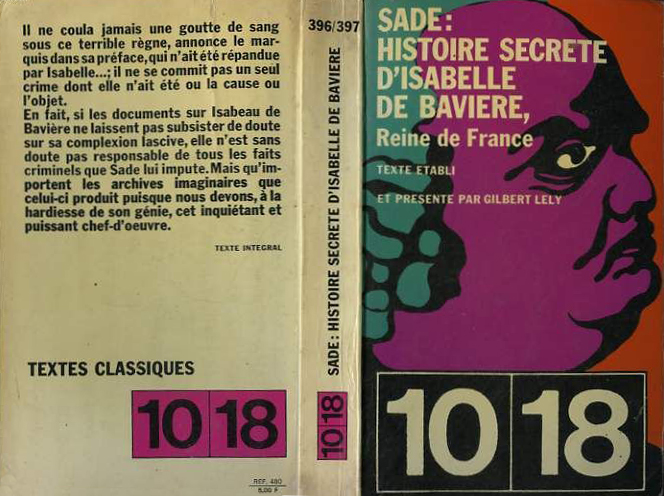 Il ne coula jamais une goutte de sang
sous ce terrible règne, annonce le mar-
quis dans sa préface, qui n'ait été répandue
par Isabelle...; il ne se commit pas un seul
crime dont elle n'ait été ou la cause ou
l'objet.
En fait, si les documents sur Isabeau de
Bavière ne laissent pas subsister de doute
sur sa complexion lascive, elle n'est sans
doute pas responsable de tous les faits
criminels que Sade lui impute. Mais qu'im-
portent les archives imaginaires que
celui-ci produit puisque nous devons, à la
hardiesse de son génie, cet inquiétant et
puissant chef-d'oeuvre.
TEXTE INTEGRAL
TEXTES CLASSIQUES
10 18
REF. 480
5,00 F
396/397
SADE: HISTOIRE SECRETE D'ISABELLE DE BAVIERE
10 18
SADE:
HISTOIRE SECRETE
D'ISABELLE
DE BAVIERE,
Reine de France
TEXTE ETABLI
ET PRESENTE PAR GILBERT LELY
10 18